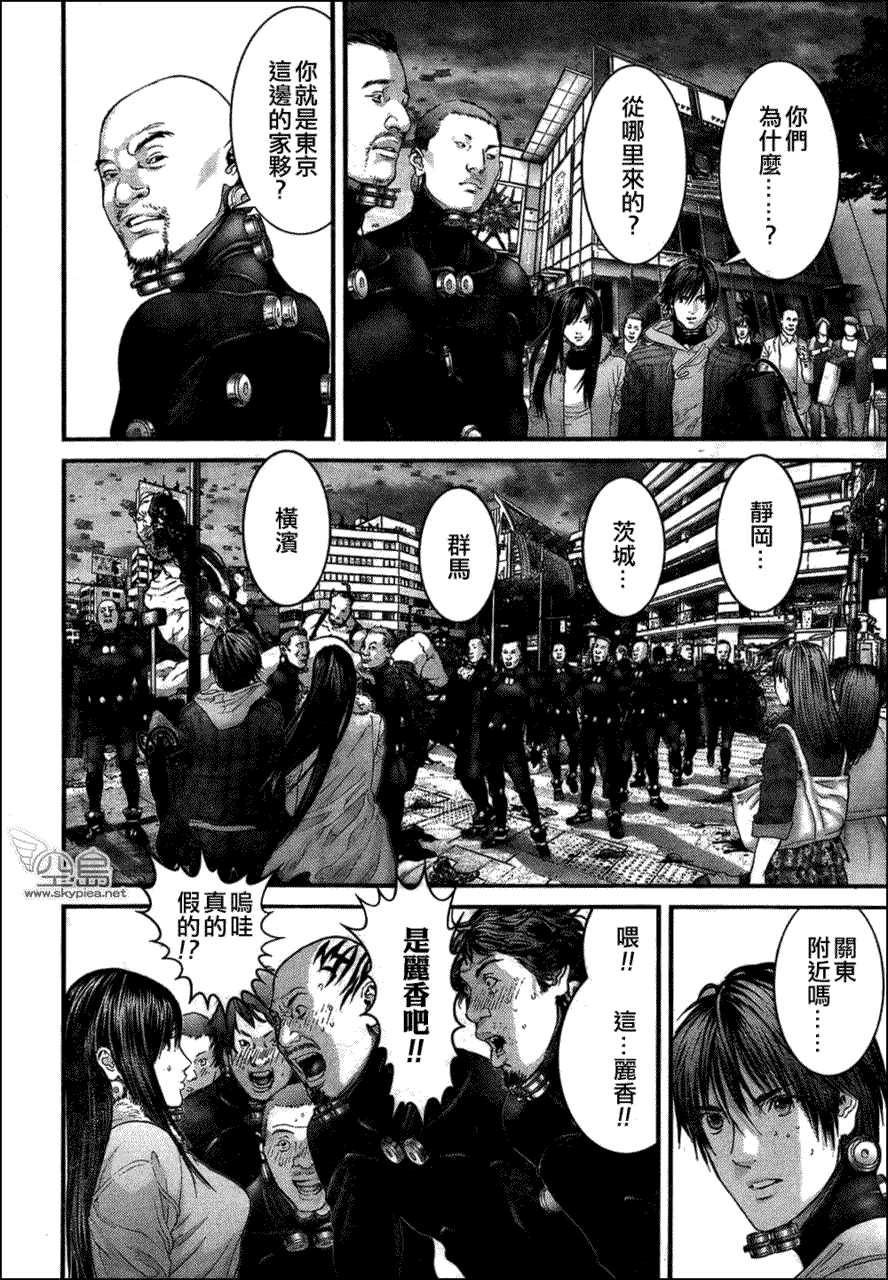 你們
為什麼……?
從哪里來的?
你就是東京
這邊的家夥?
靜岡…
茨城…
群馬
橫濱
關東
附近嗎……
喂!! 這…麗香!!
是麗香吧!!
嗚哇
真的
假的!?
空島
www.skypiea.net